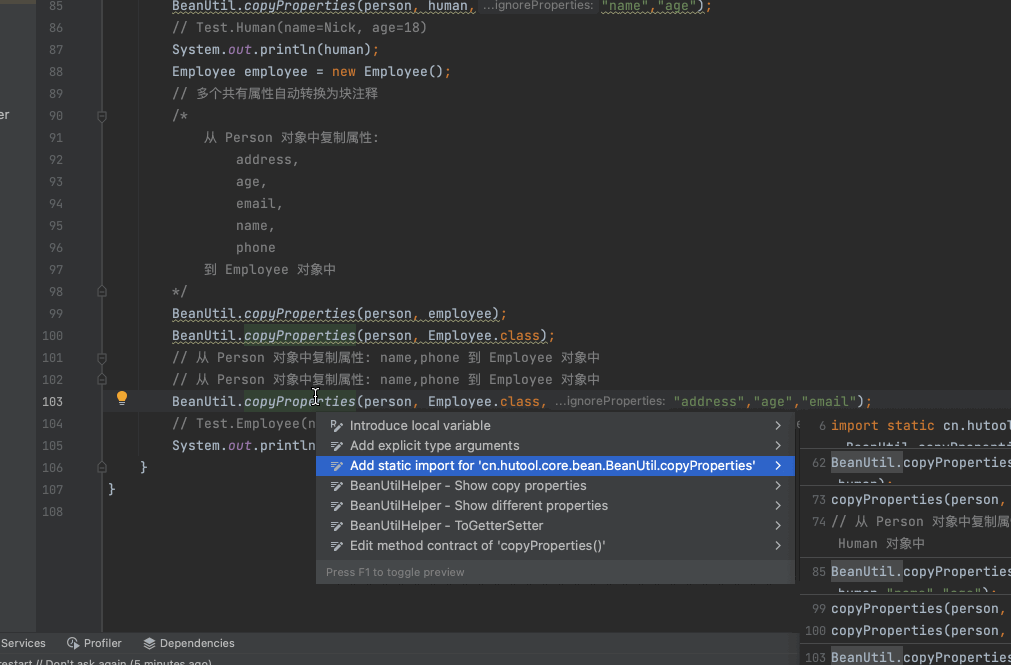 85 BeanUtil.copyProperties(person, human, ...ignoreProperties: "name","age");
86 // Test.Human(name=Nick, age=18)
87 System.out.println(human);
88 Employee employee = new Employee();
89 // 多个共有属性自动转换为块注释
er
90 /*
91 从 Person 对象中复制属性:
92 address,
93 age,
94 email,
95 name,
96 phone
97 到 Employee 对象中
98 */
99 BeanUtil.copyProperties(person, employee);
100 BeanUtil.copyProperties(person, Employee.class);
101 // 从 Person 对象中复制属性: name,phone 到 Employee 对象中
102 // 从 Person 对象中复制属性: name,phone 到 Employee 对象中
103 BeanUtil.copyProperties(person, Employee.class, ...ignoreProperties: "address","age","email");
104 // Test.Employee(n
105 System.out.println
106 }
107 }
108
Introduce local variable
Add explicit type arguments
Add static import for 'cn.hutool.core.bean.BeanUtil.copyProperties'
BeanUtilHelper - Show copy properties
BeanUtilHelper - Show different properties
BeanUtilHelper - ToGetterSetter
Edit method contract of 'copyProperties()'
Press F1 to toggle preview
6 import static cn.hutool
62 BeanUtil.copyProperties
73 copyProperties(person,
74 // 从 Person 对象中复制属
Human 对象中
85 BeanUtil.copyProperties
99 copyProperties(person,
100 copyProperties(person,
103 BeanUtil.copyProperties
Services Profiler Dependencies
restart // Don't ask again (5 minutes ago)